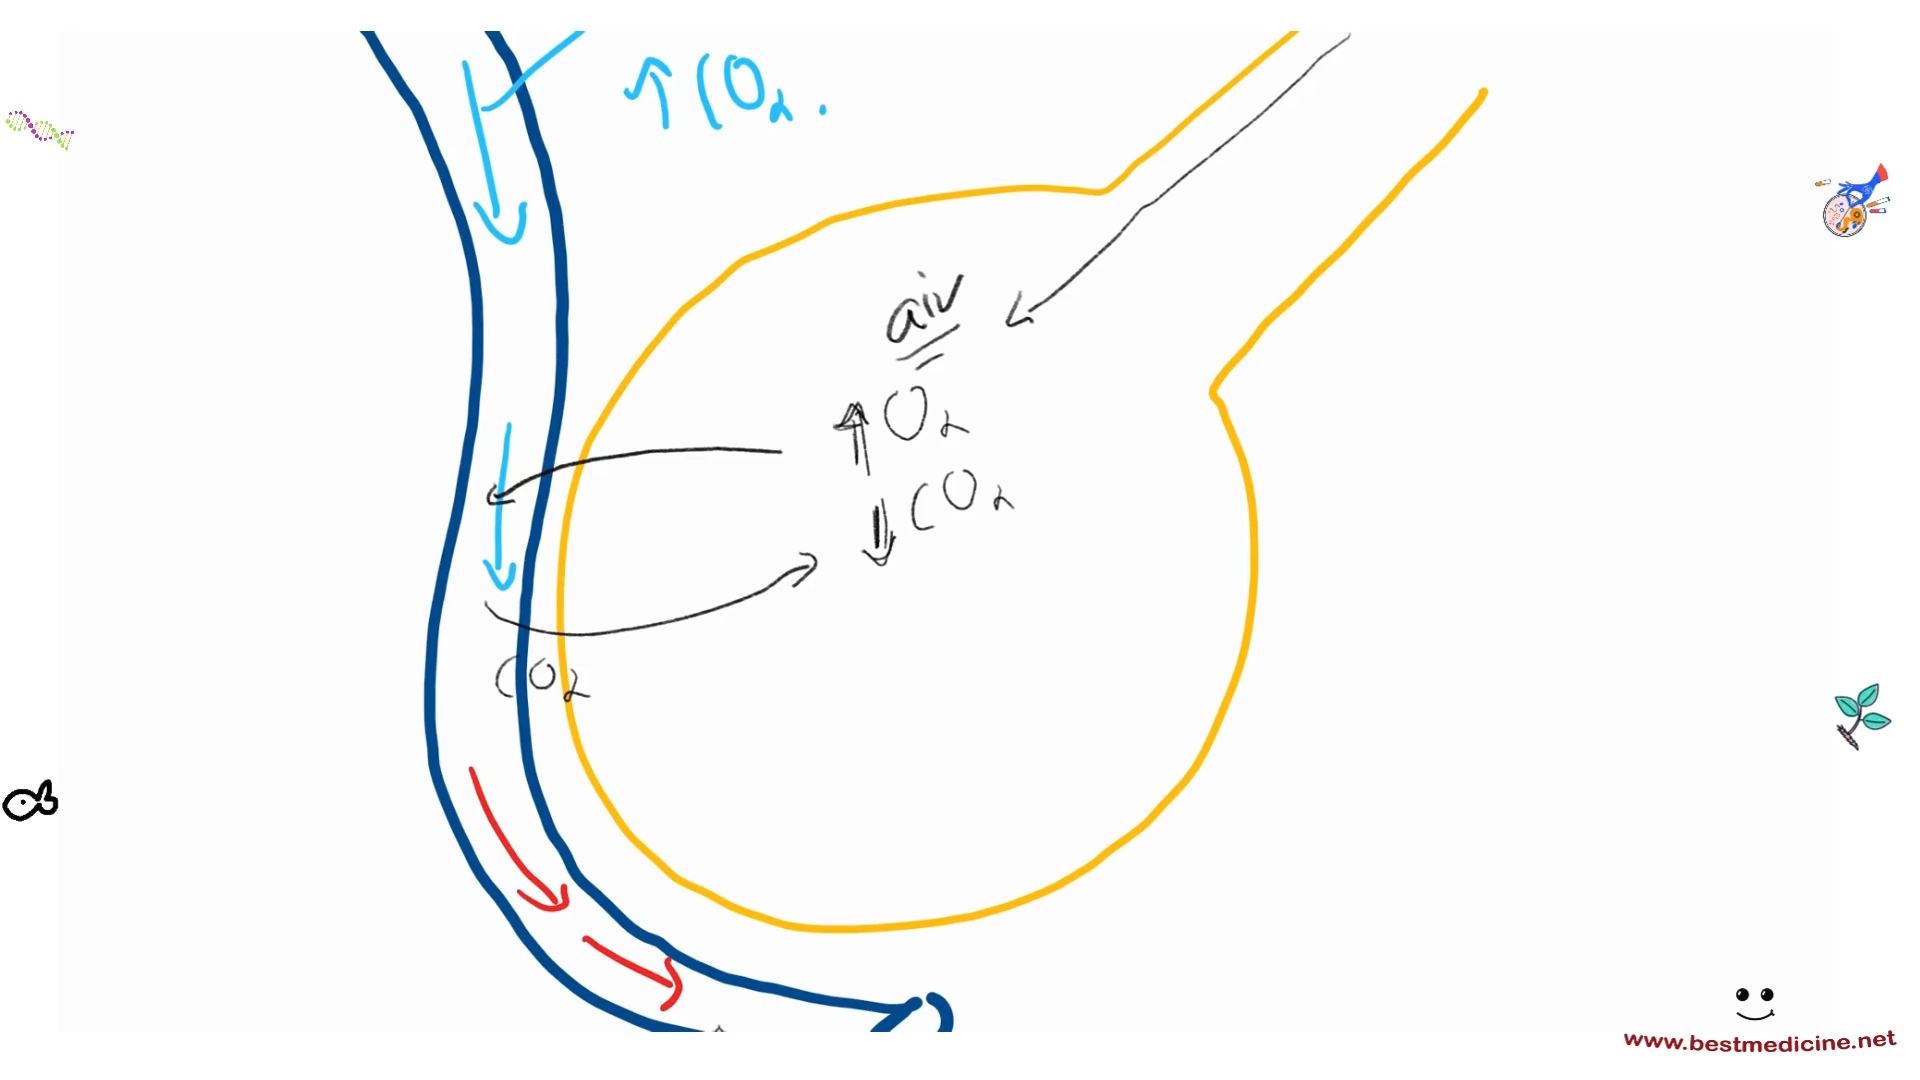 ↑ CO₂.
air
↑ O₂
↓ CO₂
CO₂
www.bestmedicine.net